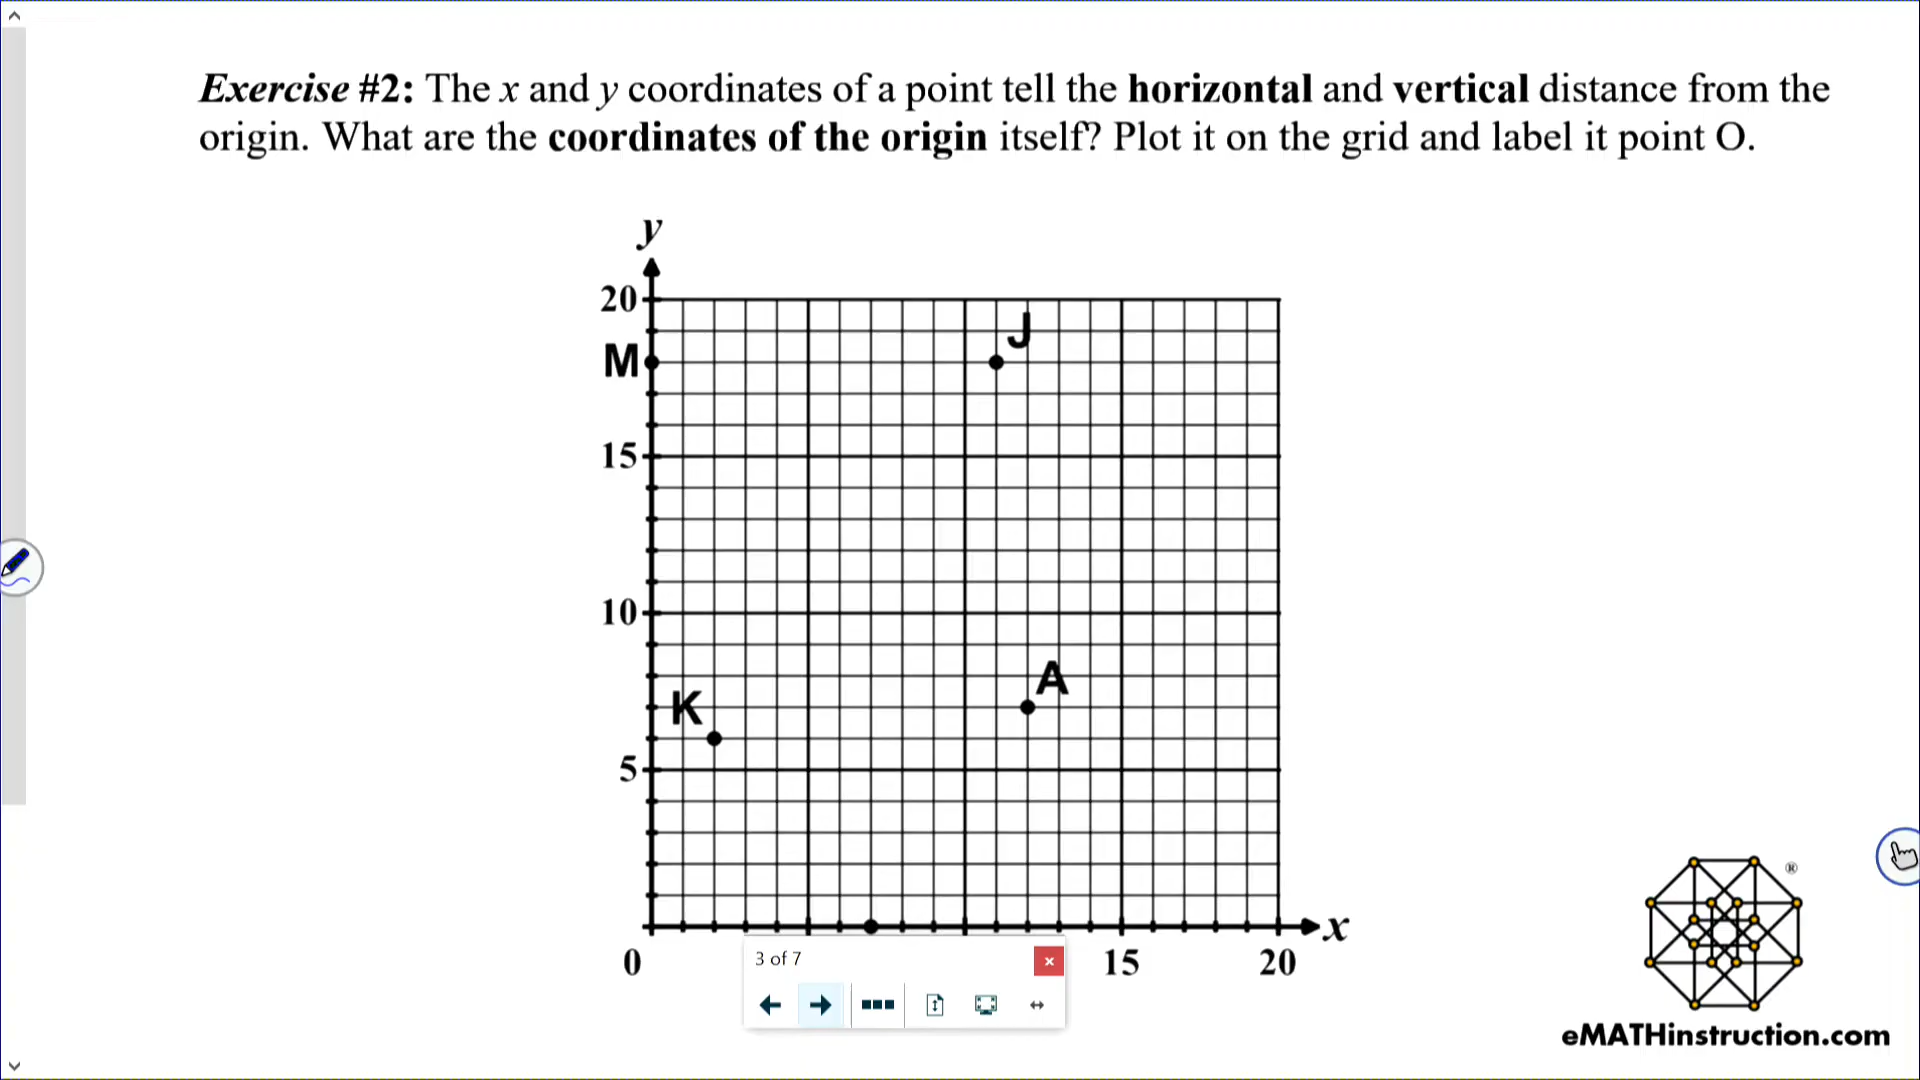 Exercise #2: The x and y coordinates of a point tell the horizontal and vertical distance from the
origin. What are the coordinates of the origin itself? Plot it on the grid and label it point O.
y
20
J
M
15
10
A
K
5
x
0
15
20
3 of 7
®
eMATHinstruction.com